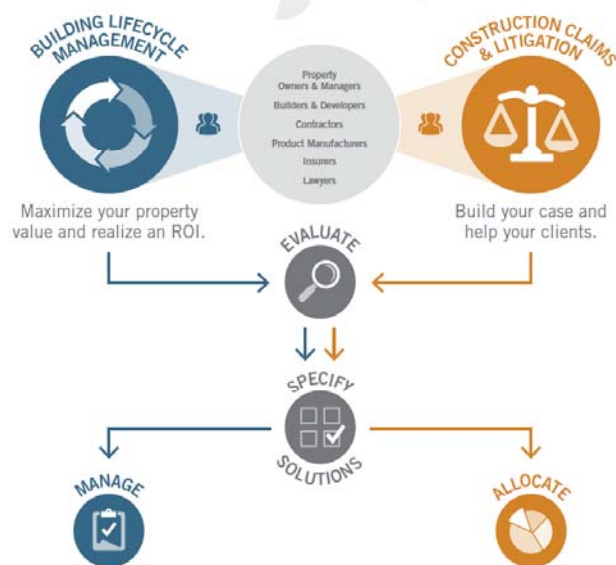 BUILDING LIFECYCLE
MANAGEMENT
CONSTRUCTION CLAIMS
& LITIGATION
Property
Owners & Managers
Builders & Developers
Contractors
Product Manufacturers
Insurers
Lawyers
Maximize your property
value and realize an ROI.
Build your case and
help your clients.
EVALUATE
SPECIFY
SOLUTIONS
MANAGE
ALLOCATE